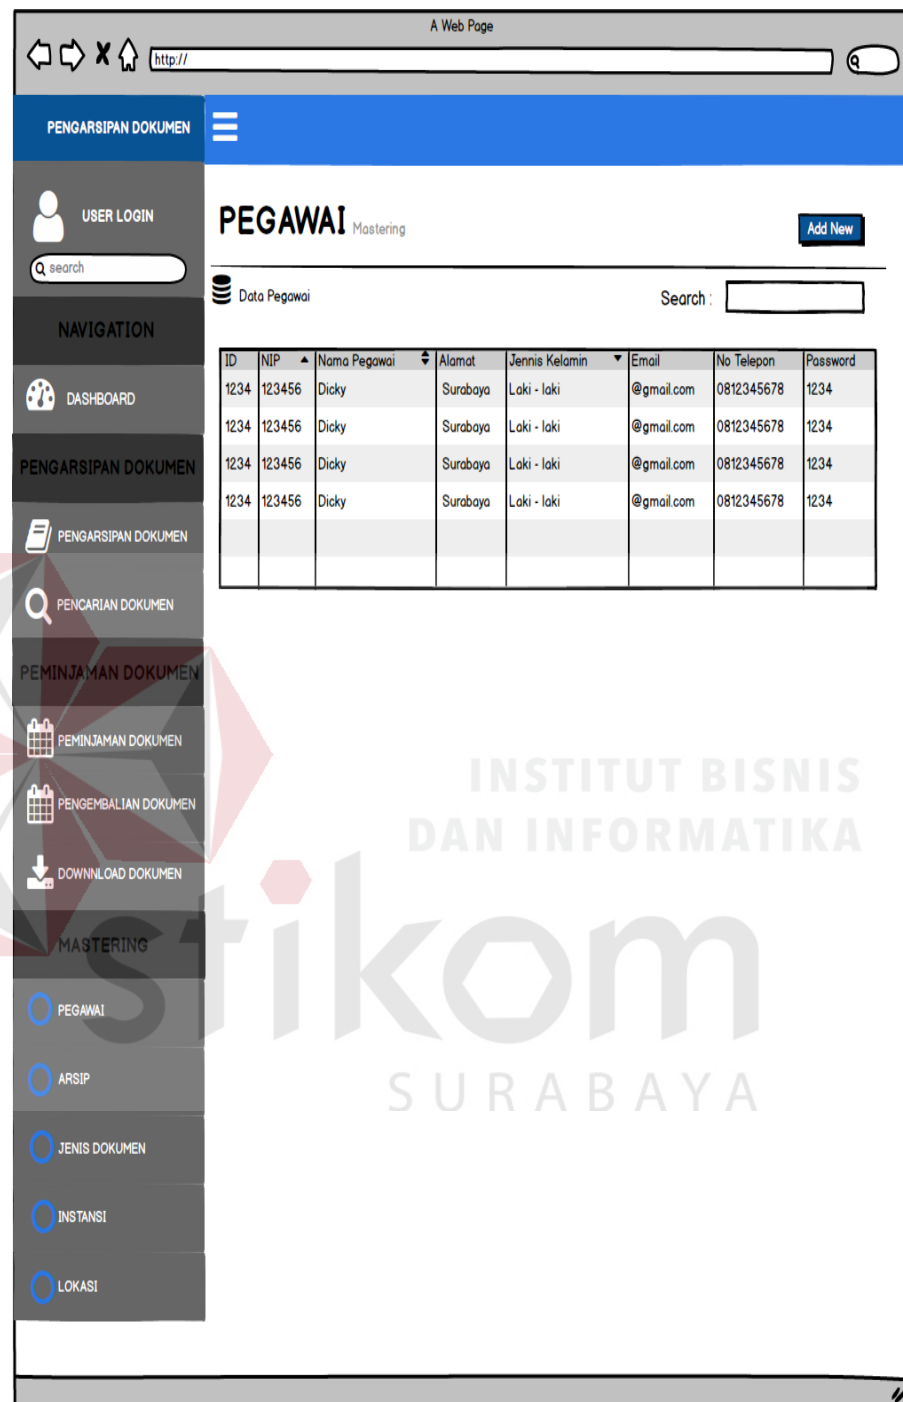 A Web Page
http://
PENGARSIPAN DOKUMEN
USER LOGIN
search
NAVIGATION
DASHBOARD
PENGARSIPAN DOKUMEN
PENGARSIPAN DOKUMEN
PENCARIAN DOKUMEN
PEMINJAMAN DOKUMEN
PEMINJAMAN DOKUMEN
PENGEMBALIAN DOKUMEN
DOWNNLOAD DOKUMEN
MASTERING
PEGAWAI
ARSIP
JENIS DOKUMEN
INSTANSI
LOKASI
PEGAWAI Mastering
Add New
Data Pegawai
Search :
ID NIP Nama Pegawai Alamat Jennis Kelamin Email No Telepon Password
1234 123456 Dicky Surabaya Laki - laki @gmail.com 0812345678 1234
1234 123456 Dicky Surabaya Laki - laki @gmail.com 0812345678 1234
1234 123456 Dicky Surabaya Laki - laki @gmail.com 0812345678 1234
1234 123456 Dicky Surabaya Laki - laki @gmail.com 0812345678 1234
INSTITUT BISNIS
DAN INFORMATIKA
stikom
SURABAYA